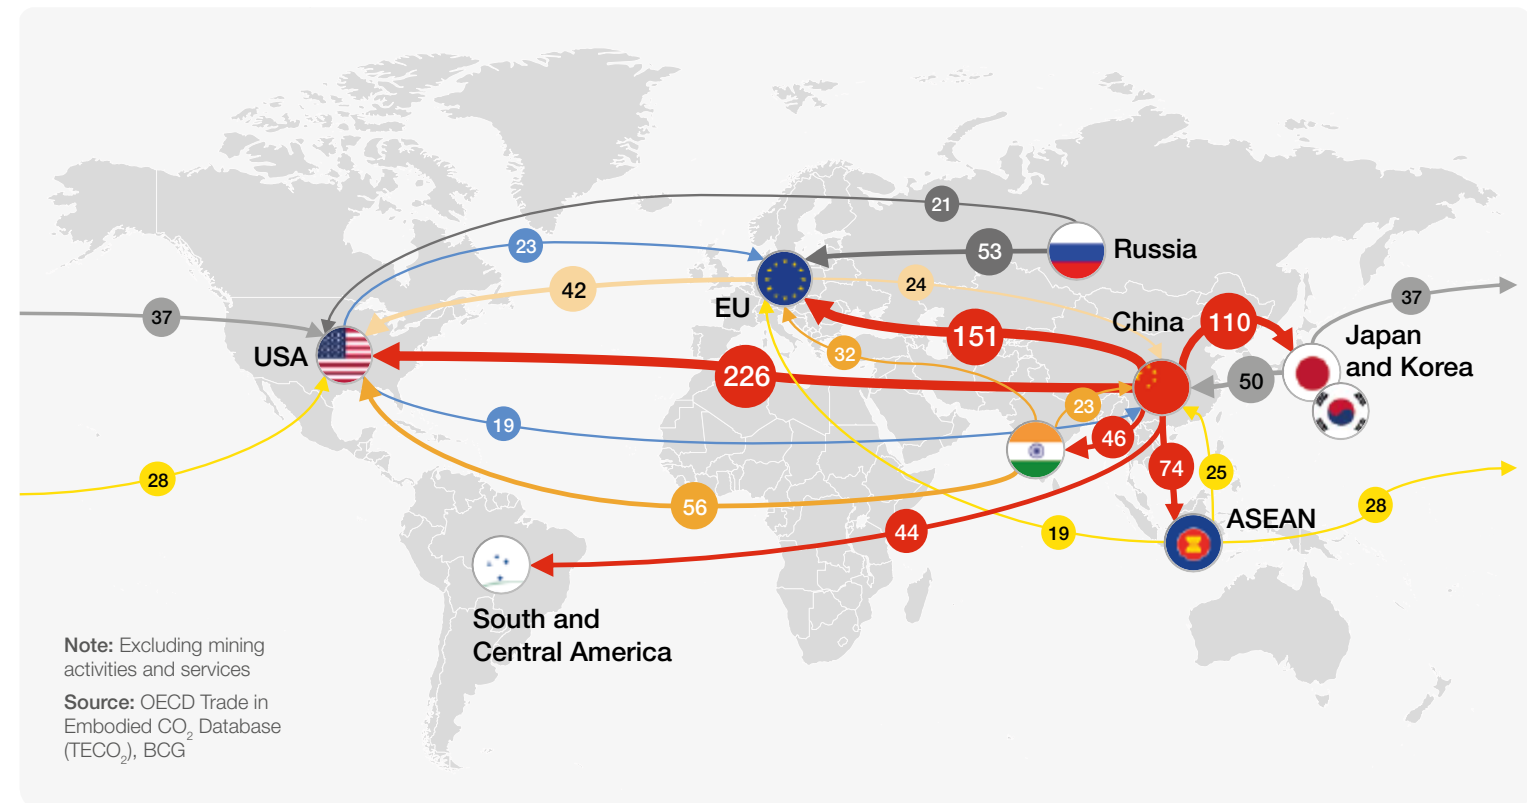 21
23
53
Russia
42
24
37
37
EU
China
110
Japan
and Korea
151
USA
32
226
50
23
19
46
74
25
28
56
28
ASEAN
44
19
South and
Central America
Note: Excluding mining
activities and services
Source: OECD Trade in
Embodied CO₂ Database
(TECO₂), BCG